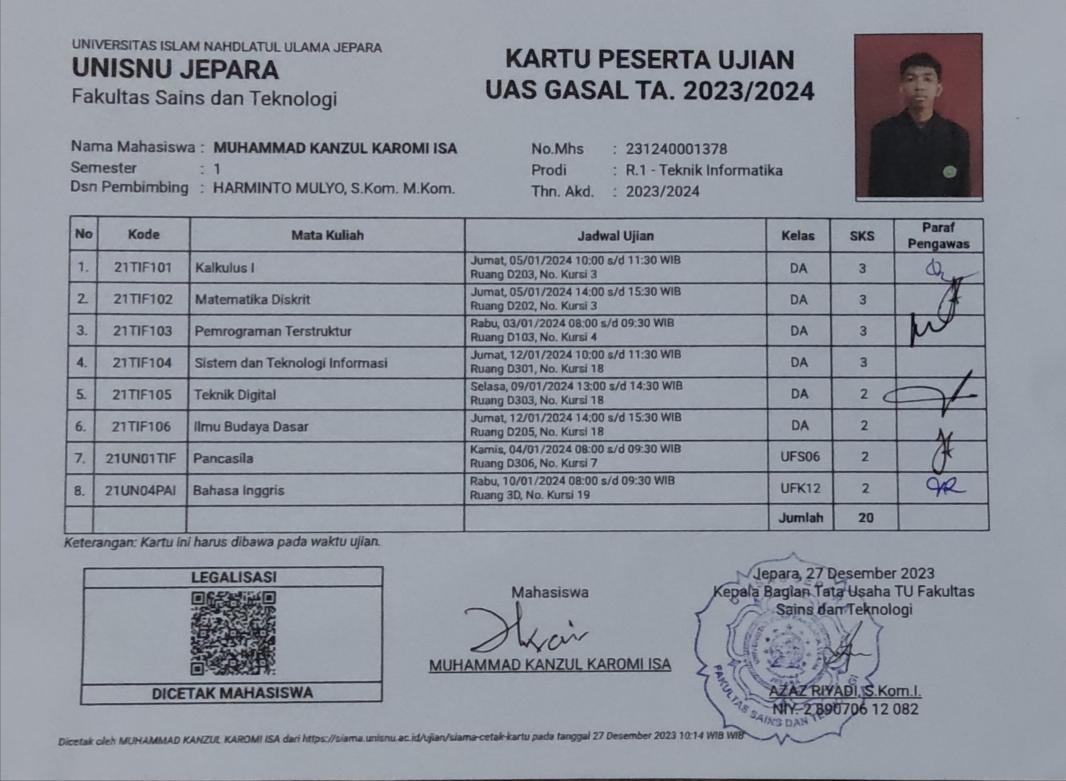 UNIVERSITAS ISLAM NAHDLATUL ULAMA JEPARA
UNISNU JEPARA
Fakultas Sains dan Teknologi
KARTU PESERTA UJIAN
UAS GASAL TA. 2023/2024
Nama Mahasiswa : MUHAMMAD KANZUL KAROMI ISA
Semester : 1
Dsn Pembimbing : HARMINTO MULYO, S.Kom. M.Kom.
No.Mhs : 231240001378
Prodi : R.1 - Teknik Informatika
Thn. Akd. : 2023/2024
No Kode Mata Kuliah Jadwal Ujian Kelas SKS Paraf Pengawas
1. 21TIF101 Kalkulus I Jumat, 05/01/2024 10:00 s/d 11:30 WIB DA 3
Ruang D203, No. Kursi 3
2. 21TIF102 Matematika Diskrit Jumat, 05/01/2024 14:00 s/d 15:30 WIB DA 3
Ruang D202, No. Kursi 3
3. 21TIF103 Pemrograman Terstruktur Rabu, 03/01/2024 08:00 s/d 09:30 WIB DA 3
Ruang D103, No. Kursi 4
4. 21TIF104 Sistem dan Teknologi Informasi Jumat, 12/01/2024 10:00 s/d 11:30 WIB DA 3
Ruang D301, No. Kursi 18
5. 21TIF105 Teknik Digital Selasa, 09/01/2024 13:00 s/d 14:30 WIB DA 2
Ruang D303, No. Kursi 18
6. 21TIF106 Ilmu Budaya Dasar Jumat, 12/01/2024 14:00 s/d 15:30 WIB DA 2
Ruang D205, No. Kursi 18
7. 21UN01TIF Pancasila Kamis, 04/01/2024 08:00 s/d 09:30 WIB UFS06 2
Ruang D306, No. Kursi 7
8. 21UN04PAI Bahasa Inggris Rabu, 10/01/2024 08:00 s/d 09:30 WIB UFK12 2
Ruang 3D, No. Kursi 19
Jumlah 20
Keterangan: Kartu ini harus dibawa pada waktu ujian.
LEGALISASI
DICETAK MAHASISWA
Mahasiswa
MUHAMMAD KANZUL KAROMI ISA
Jepara, 27 Desember 2023
Kepala Bagian Tata Usaha TU Fakultas
Sains dan Teknologi
AZAZ RIYADI, S.Kom.I.
NIY. 2 890706 12 082
FAKULTAS SAINS DAN
Dicetak oleh MUHAMMAD KANZUL KAROMI ISA dari https://siama.unisnu.ac.id/ujian/siama-cetak-kartu pada tanggal 27 Desember 2023 10:14 WIB WIB